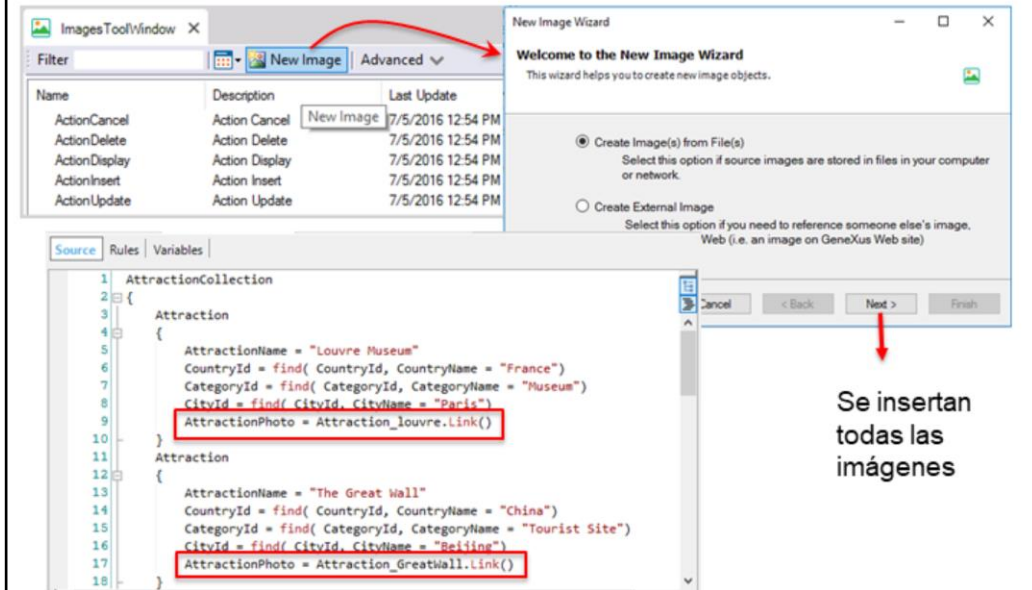 ImagesToolWindow
Filter
New Image
Advanced
Name Description Last Update
ActionCancel Action Cancel 7/5/2016 12:54 PM
New Image
ActionDelete Action Delete 7/5/2016 12:54 PM
ActionDisplay Action Display 7/5/2016 12:54 PM
ActionInsert Action Insert 7/5/2016 12:54 PM
ActionUpdate Action Update 7/5/2016 12:54 PM
New Image Wizard
Welcome to the New Image Wizard
This wizard helps you to create new image objects.
Create Image(s) from File(s)
Select this option if source images are stored in files in your computer
or network.
Create External Image
Select this option if you need to reference someone else's image,
Web (i.e. an image on GeneXus Web site)
Cancel < Back Next > Finish
Source Rules Variables
1 AttractionCollection
2 {
3 Attraction
4 {
5 AttractionName = "Louvre Museum"
6 CountryId = find( CountryId, CountryName = "France")
7 CategoryId = find( CategoryId, CategoryName = "Museum")
8 CityId = find( CityId, CityName = "Paris")
9 AttractionPhoto = Attraction_louvre.Link()
10 }
11 Attraction
12 {
13 AttractionName = "The Great Wall"
14 CountryId = find( CountryId, CountryName = "China")
15 CategoryId = find( CategoryId, CategoryName = "Tourist Site")
16 CityId = find( CityId, CityName = "Beijing")
17 AttractionPhoto = Attraction_GreatWall.Link()
18 }
Se insertan
todas las
imágenes